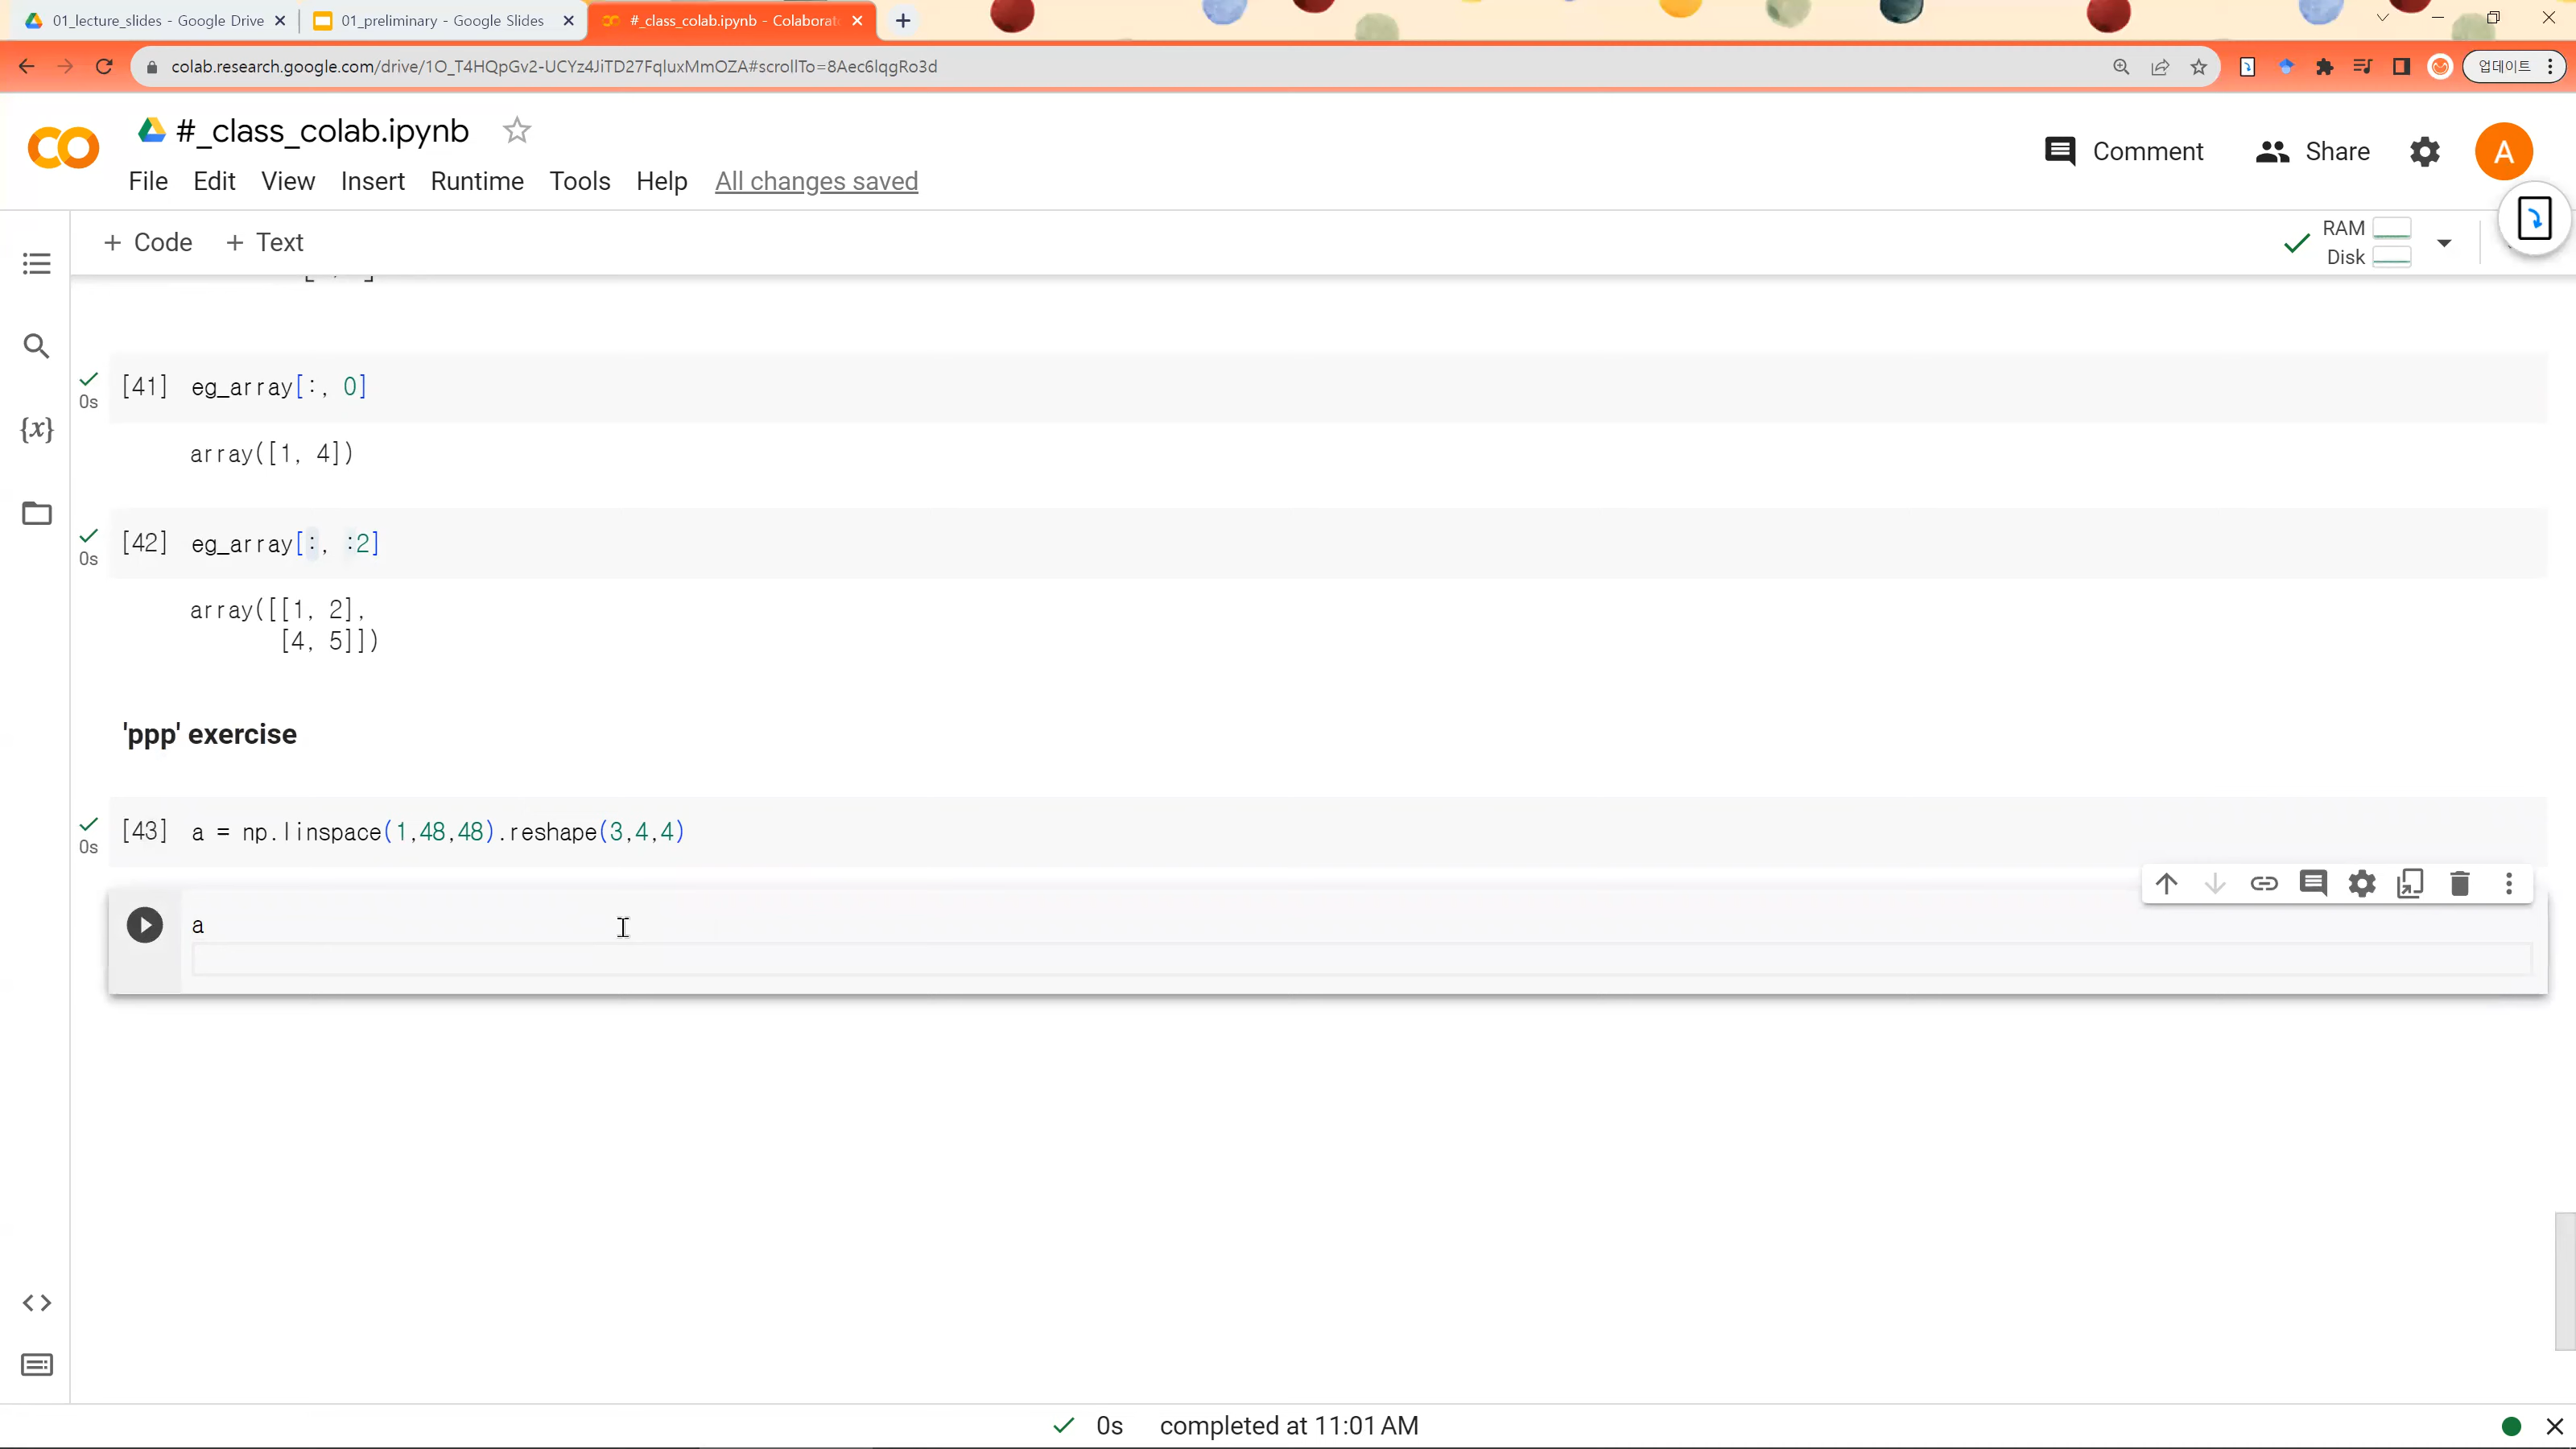 01_lecture_slides - Google Drive
01_preliminary - Google Slides
#_class_colab.ipynb - Colaborat
colab.research.google.com/drive/1O_T4HQpGv2-UCYz4JiTD27FqluxMmOZA#scrollTo=8Aec6lqgRo3d
업데이트
#_class_colab.ipynb
Comment
Share
A
File Edit View Insert Runtime Tools Help All changes saved
+ Code + Text
RAM
Disk
{x}
[41] eg_array[:, 0]
0s
array([1, 4])
[42] eg_array[:, :2]
0s
array([[1, 2],
[4, 5]])
'ppp' exercise
[43] a = np.linspace(1,48,48).reshape(3,4,4)
0s
a
0s completed at 11:01 AM